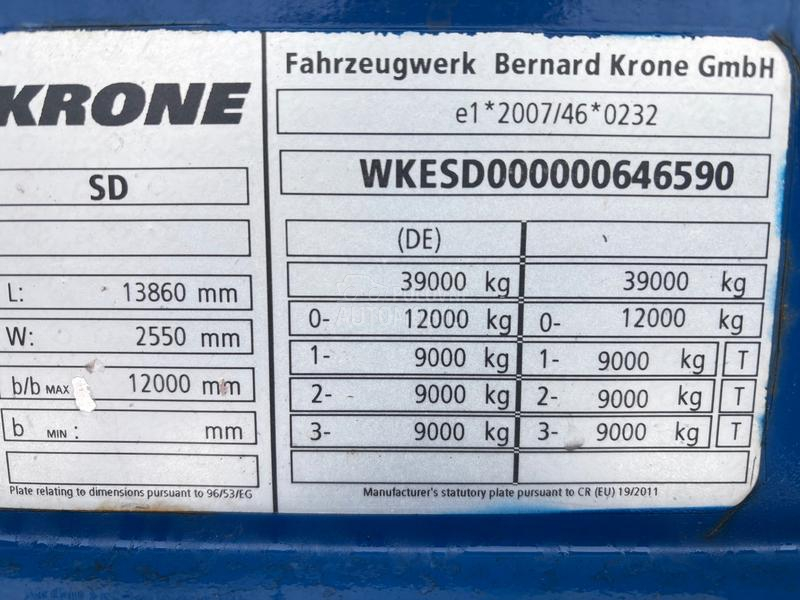 KRONE
SD
L: 13860 mm
W: 2550 mm
b/b MAX 12000 mm
b MIN : mm
Plate relating to dimensions pursuant to 96/53/EG
Fahrzeugwerk Bernard Krone GmbH
e1*2007/46*0232
WKESD000000646590
(DE)
39000 kg 39000 kg
0- 12000 kg 0- 12000 kg
1- 9000 kg 1- 9000 kg T
2- 9000 kg 2- 9000 kg T
3- 9000 kg 3- 9000 kg T
Manufacturer's statutory plate pursuant to CR (EU) 19/2011